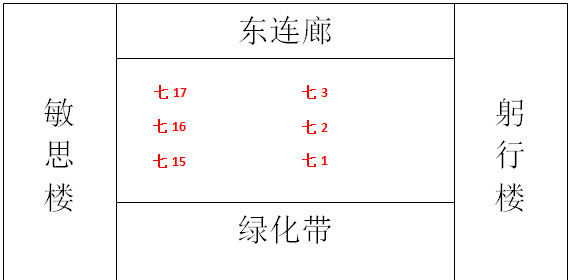 东连廊
敏思楼
七 17
七 3
七 16
七 2
七 15
七 1
躬行楼
绿化带